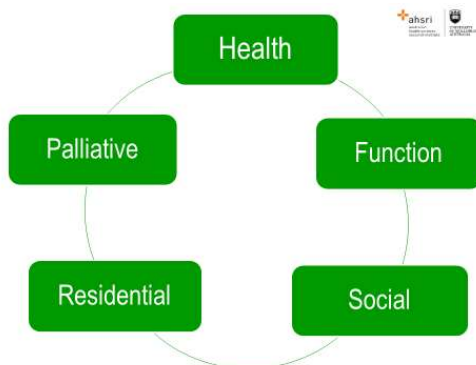 ahsri
Health
Palliative
Function
Residential
Social